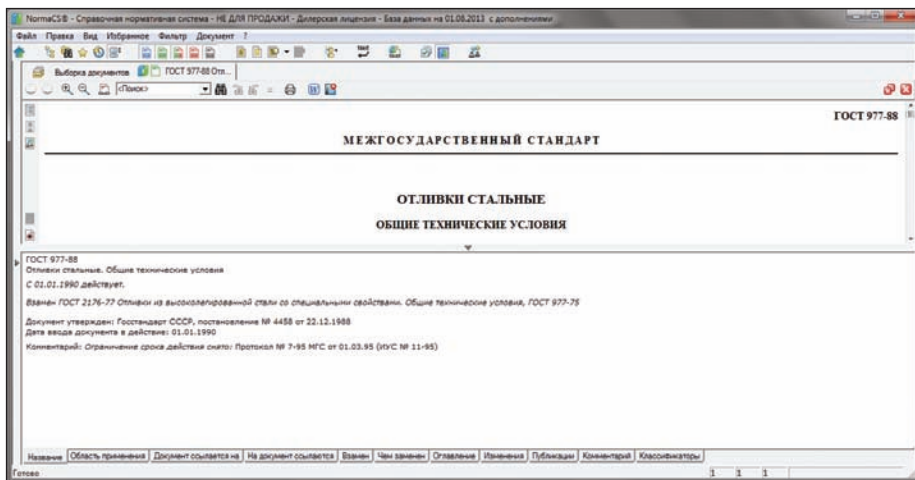 NormaCS® - Справочная нормативная система - НЕ ДЛЯ ПРОДАЖИ - Дилерская лицензия - База данных на 01.08.2013 с дополнениями
Файл Правка Вид Избранное Фильтр Документ ?
Выборка документов ГОСТ 977-88 Отл...
<Поиск>
ГОСТ 977-88
МЕЖГОСУДАРСТВЕННЫЙ СТАНДАРТ
ОТЛИВКИ СТАЛЬНЫЕ
ОБЩИЕ ТЕХНИЧЕСКИЕ УСЛОВИЯ
ГОСТ 977-88
Отливки стальные. Общие технические условия
С 01.01.1990 действует.
Взамен ГОСТ 2176-77 Отливки из высоколегированной стали со специальными свойствами. Общие технические условия, ГОСТ 977-75
Документ утвержден: Госстандарт СССР, постановление № 4458 от 22.12.1988
Дата ввода документа в действие: 01.01.1990
Комментарий: Ограничение срока действия снято: Протокол № 7-95 МГС от 01.03.95 (ИУС № 11-95)
Название Область применения Документ ссылается на На документ ссылаются Взамен Чем заменен Оглавление Изменения Публикации Комментарий Классификаторы
Готово 1 1 1